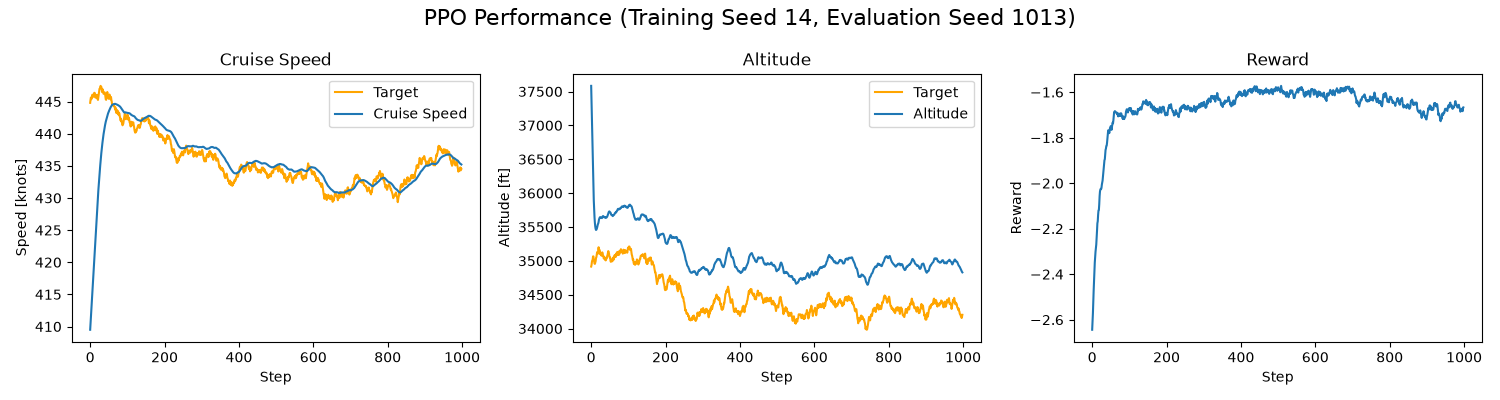 PPO Performance (Training Seed 14, Evaluation Seed 1013)
Cruise Speed
Speed [knots]
445
440
435
430
425
420
415
410
0
200
400
600
800
1000
Step
Target
Cruise Speed
Altitude
Altitude [ft]
37500
37000
36500
36000
35500
35000
34500
34000
0
200
400
600
800
1000
Step
Target
Altitude
Reward
Reward
−1.6
−1.8
−2.0
−2.2
−2.4
−2.6
0
200
400
600
800
1000
Step